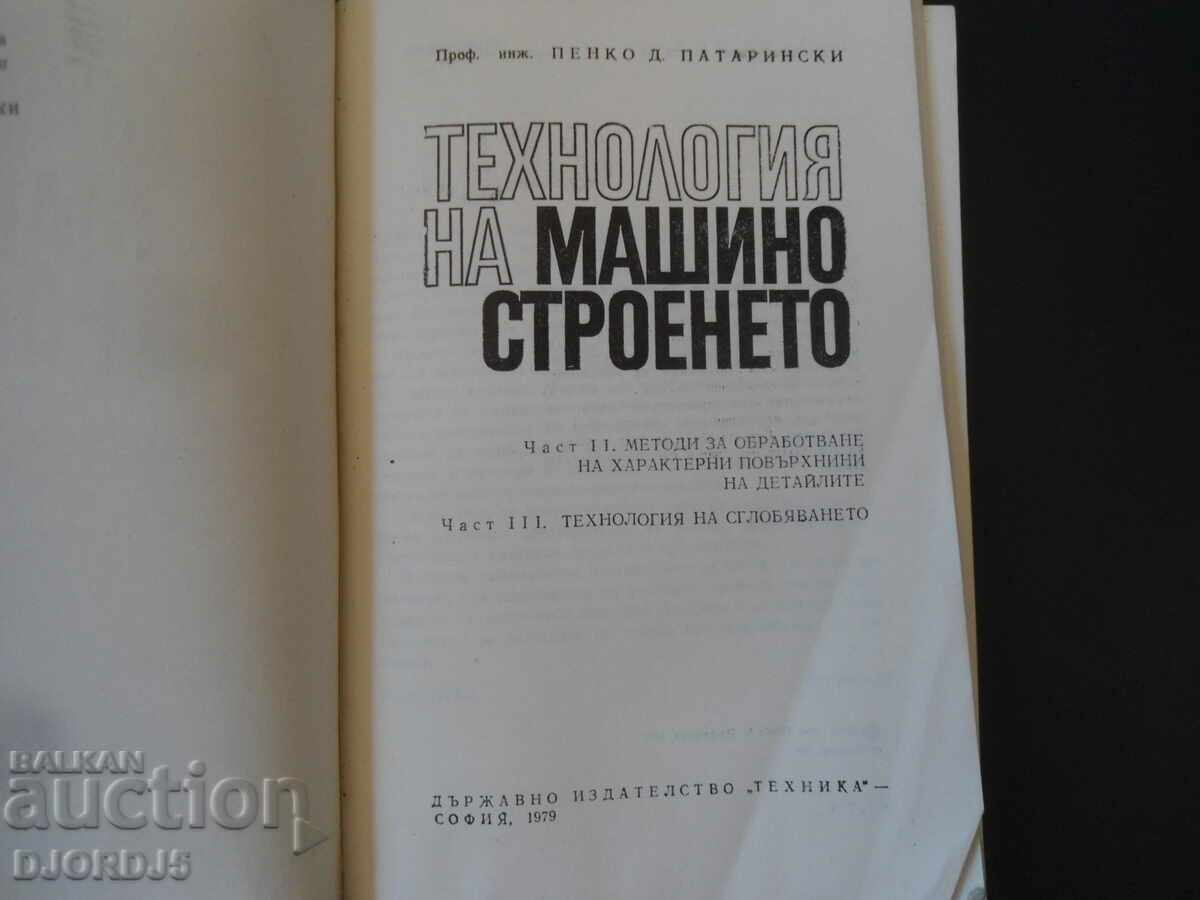 Проф. инж. ПЕНКО Д. ПАТАРИНСКИ
ТЕХНОЛОГИЯ
НА МАШИНО
СТРОЕНЕТО
Част II. МЕТОДИ ЗА ОБРАБОТВАНЕ
НА ХАРАКТЕРНИ ПОВЪРХНИНИ
НА ДЕТАЙЛИТЕ
Част III. ТЕХНОЛОГИЯ НА СГЛОБЯВАНЕТО
ДЪРЖАВНО ИЗДАТЕЛСТВО „ТЕХНИКА“—
СОФИЯ, 1979
BALKAN
auction
DJORDJ5